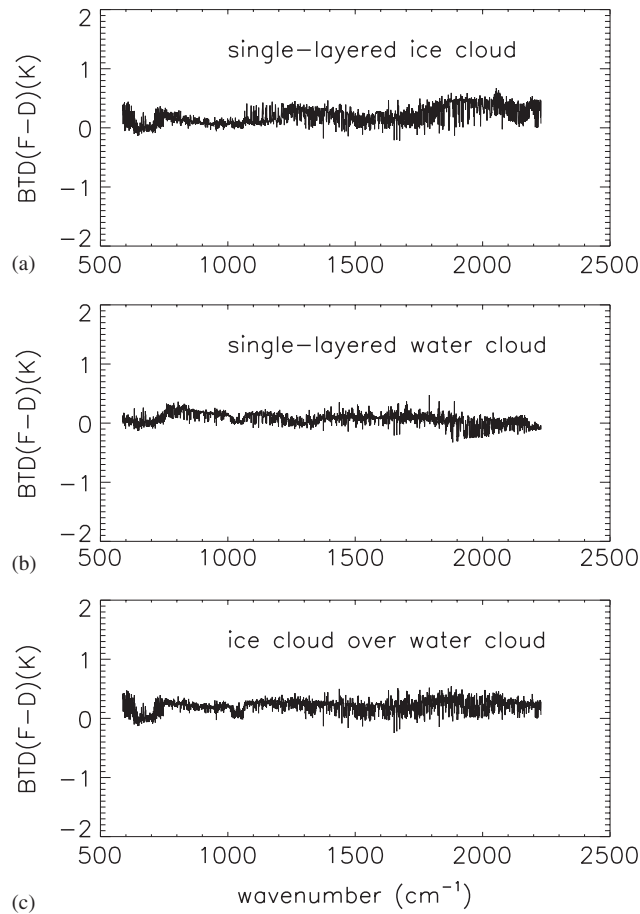 2
single−layered ice cloud
1
BTD(F−D)(K)
0
−1
−2
(a)
500 1000 1500 2000 2500
2
single−layered water cloud
1
BTD(F−D)(K)
0
−1
−2
(b)
500 1000 1500 2000 2500
2
ice cloud over water cloud
1
BTD(F−D)(K)
0
−1
−2
500 1000 1500 2000 2500
(c)
wavenumber (cm⁻¹)